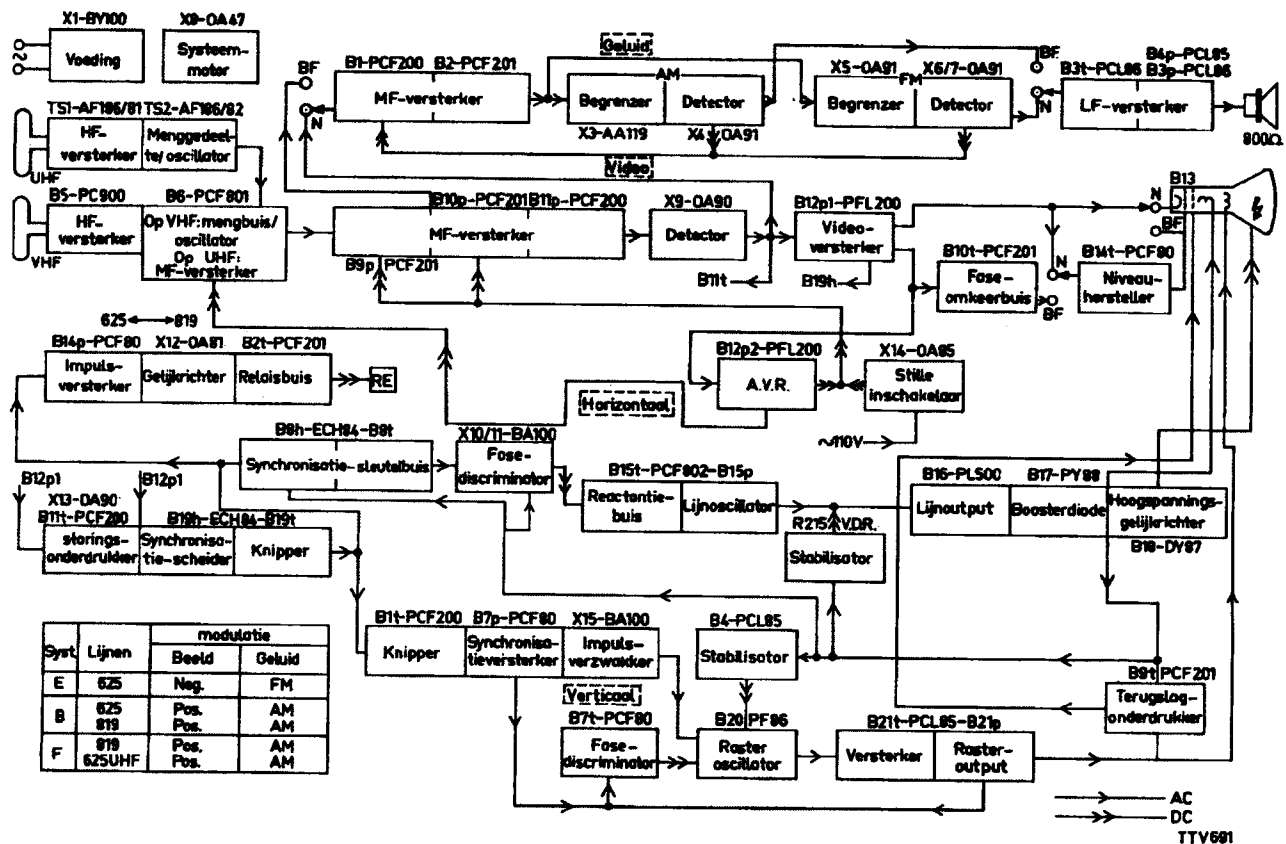 X1-BY100
X8-OA47
Voeding
Systeem-
motor
Geluid
BF
N
B1-PCF200
B2-PCF201
MF-versterker
AM
Begrenzer
Detector
X3-AA119
X4
OA91
X5-OA91
X6/7-OA91
FM
Begrenzer
Detector
BF
N
B4p-PCL85
B3t-PCL86
B3p-PCL86
LF-versterker
800Ω
TS1-AF186/81
TS2-AF186/82
HF-
versterker
Menggedeel-
te/oscillator
UHF
Video
B5-PC900
B6-PCF801
HF-
versterker
VHF
Op VHF: mengbuis/
oscillator
Op UHF:
MF-versterker
B10p-PCF201
B11p-PCF200
MF-versterker
B9p
PCF201
X9-OA90
Detector
B11t
B12p1-PFL200
Video-
versterker
B19h
B10t-PCF201
Fase-
omkeerbuis
N
BF
B14t-PCF80
Niveau-
hersteller
N
BF
B13
625
819
B14p-PCF80
X12-OA81
B2t-PCF201
Impuls-
versterker
Gelijkrichter
Relaisbuis
RE
B12p2-PFL200
A.V.R.
X14-OA85
Stille
inschakelaar
~110V
Horizontaal
B8h-ECH84-B8t
Synchronisatie-sleutelbuis
X10/11-BA100
Fase-
discriminator
B15t-PCF802-B15p
Reactantie-
buis
Lijnoscillator
B16-PL500
B17-PY88
Lijnoutput
Boosterdiode
Hoogspannings-
gelijkrichter
B18-DY87
B12p1
B12p1
X13-OA90
B11t-PCF200
B19h-ECH84-B19t
storings-
onderdrukker
Synchronisa-
tie-scheider
Knipper
R215
V.D.R.
Stabilisator
B1t-PCF200
B7p-PCF80
X15-BA100
Knipper
Synchronisa-
tieversterker
Impuls-
verzwakker
B4-PCL85
Stabilisator
B9t
PCF201
Terugslag-
onderdrukker
Verticaal
B7t-PCF80
Fase-
discriminator
B20
PF86
Raster
oscillator
B21t-PCL85-B21p
Versterker
Raster-
output
Syst.
Lijnen
modulatie
Beeld
Geluid
E 625 Neg. FM
B 625 Pos. AM
819 Pos. AM
F 819 Pos. AM
625UHF Pos. AM
AC
DC
TTV691